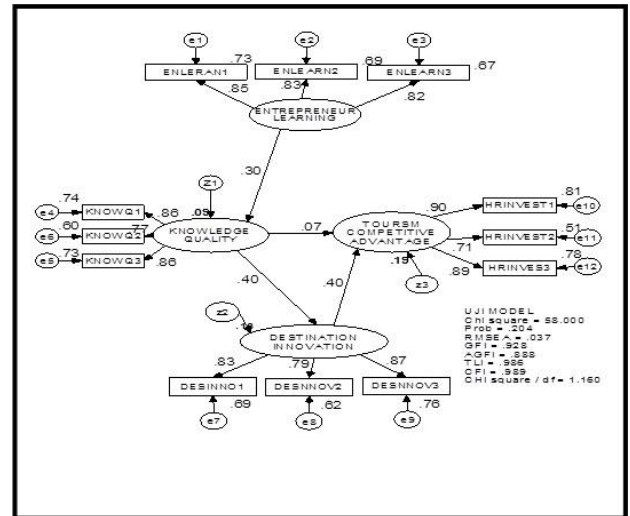 e1 e2 e3
.73 .69 .67
ENLERAN1 ENLEARN2 ENLEARN3
.85 .83 .82
ENTREPRENEUR
LEARNING
.30
Z1
.74 .86 .09 .90 .81
e4 KNOWQ1 HRINVEST1 e10
.60 .77 .07 .51
e6 KNOWQ2 KNOWLEDGE
QUALITY
TOURSM
COMPETITIVE
ADVANTAGE
.71 HRINVEST2 e11
.73 .86 .19 .89 .78
e5 KNOWQ3 HRINVES3 e12
z3
.40 .40
z2
DESTINATION
INNOVATION
UJI MODEL
Chi square = 58.000
Prob = .204
RMSEA = .037
GFI = .928
AGFI = .888
TLI = .986
CFI = .989
CHI square / df= 1.160
.83 .79 .87
DESINNO1 DESNNOV2 DESNNOV3
.69 .62 .76
e7 e8 e9